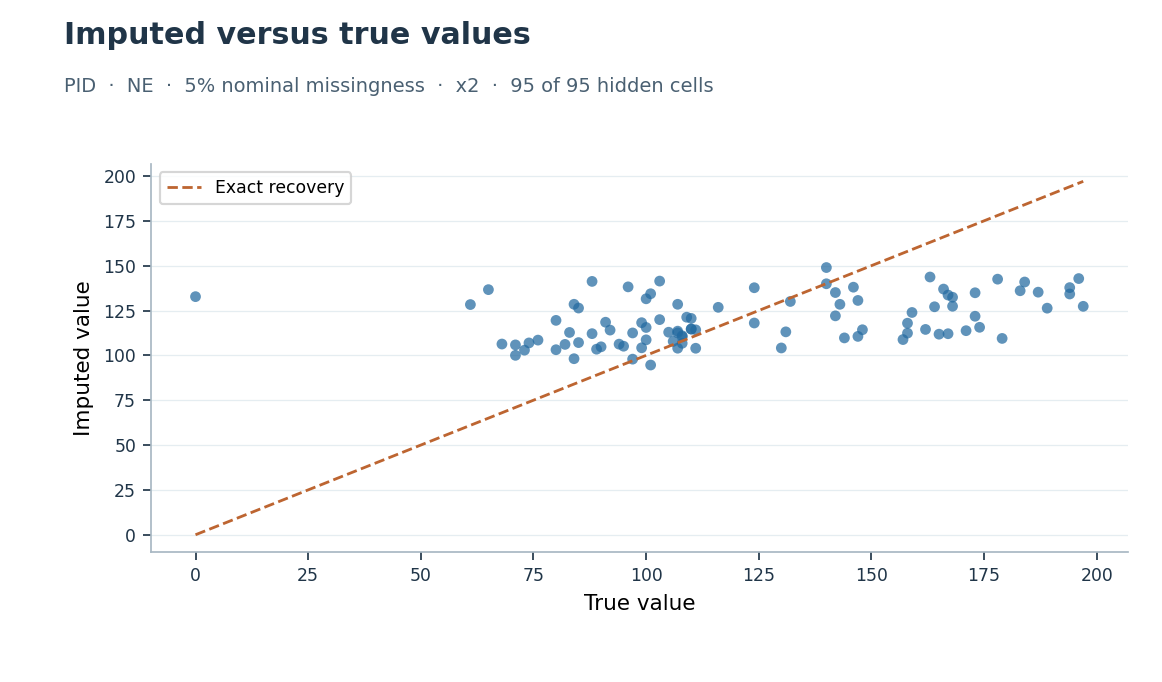 Imputed versus true values
PID · NE · 5% nominal missingness · x2 · 95 of 95 hidden cells
Exact recovery
200
175
150
125
100
75
50
25
0
Imputed value
0 25 50 75 100 125 150 175 200
True value